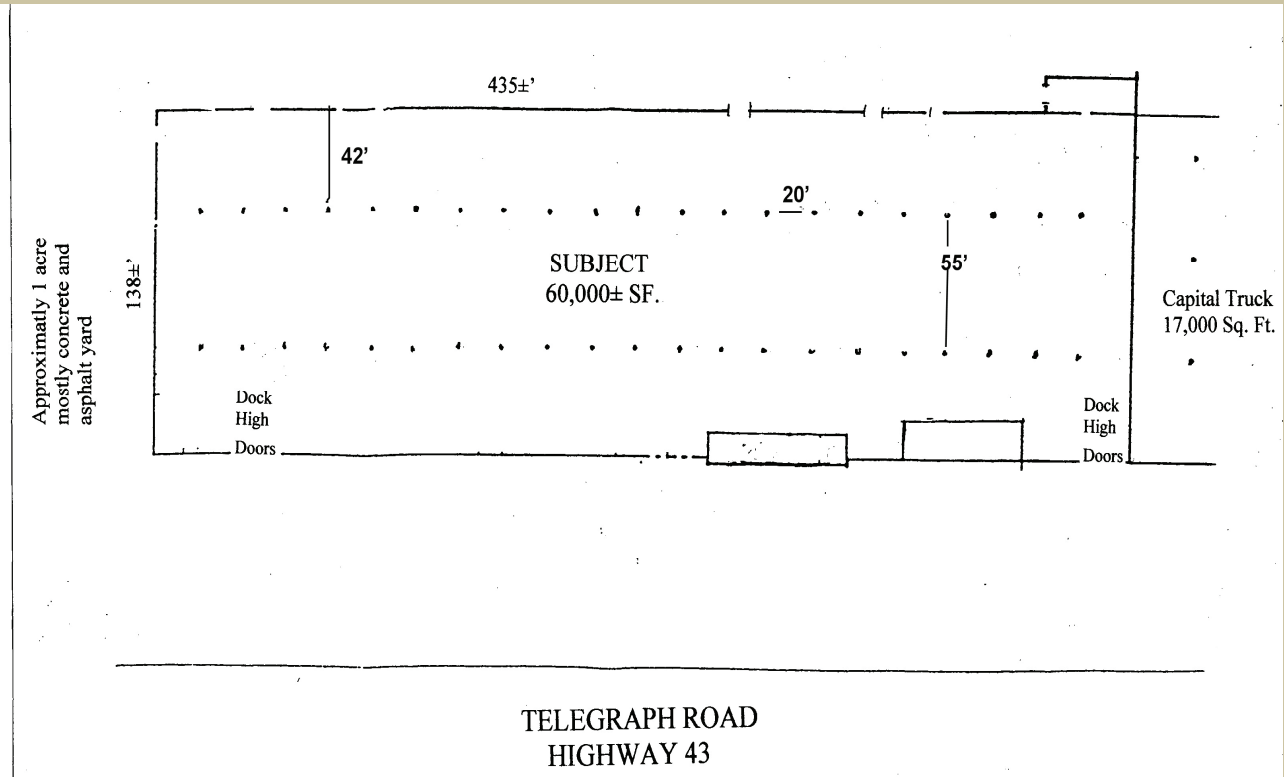 435±'
42'
20'
Approximatly 1 acre
mostly concrete and
asphalt yard
138±'
SUBJECT
60,000± SF.
55'
Capital Truck
17,000 Sq. Ft.
Dock
High
Doors
Dock
High
Doors
TELEGRAPH ROAD
HIGHWAY 43